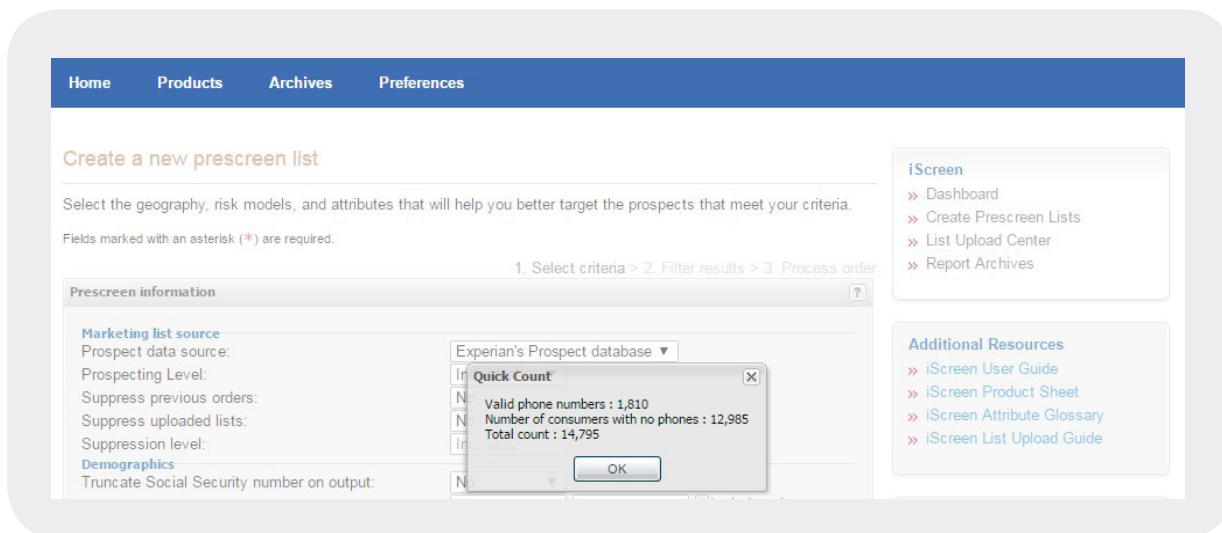 Home Products Archives Preferences
Create a new prescreen list
Select the geography, risk models, and attributes that will help you better target the prospects that meet your criteria.
Fields marked with an asterisk (*) are required.
1. Select criteria > 2. Filter results > 3. Process order
Prescreen information ?
Marketing list source
Prospect data source: Experian's Prospect database ▼
Prospecting Level:
Suppress previous orders:
Suppress uploaded lists:
Suppression level:
Demographics
Truncate Social Security number on output:
Quick Count
Valid phone numbers : 1,810
Number of consumers with no phones : 12,985
Total count : 14,795
OK
iScreen
» Dashboard
» Create Prescreen Lists
» List Upload Center
» Report Archives
Additional Resources
» iScreen User Guide
» iScreen Product Sheet
» iScreen Attribute Glossary
» iScreen List Upload Guide